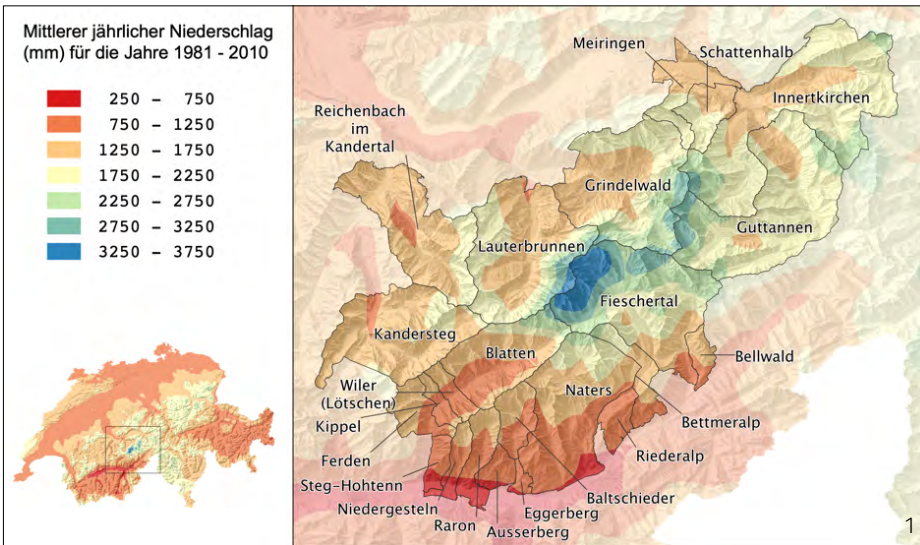 Mittlerer jährlicher Niederschlag
(mm) für die Jahre 1981 - 2010
250 – 750
750 – 1250
1250 – 1750
1750 – 2250
2250 – 2750
2750 – 3250
3250 – 3750
Meiringen
Schattenhalb
Innertkirchen
Reichenbach
im
Kandertal
Grindelwald
Guttannen
Lauterbrunnen
Fieschertal
Kandersteg
Blatten
Bellwald
Wiler
(Lötschen)
Naters
Kippel
Bettmeralp
Ferden
Riederalp
Steg-Hohtenn
Baltschieder
Niedergesteln
Eggerberg
Raron
Ausserberg
1